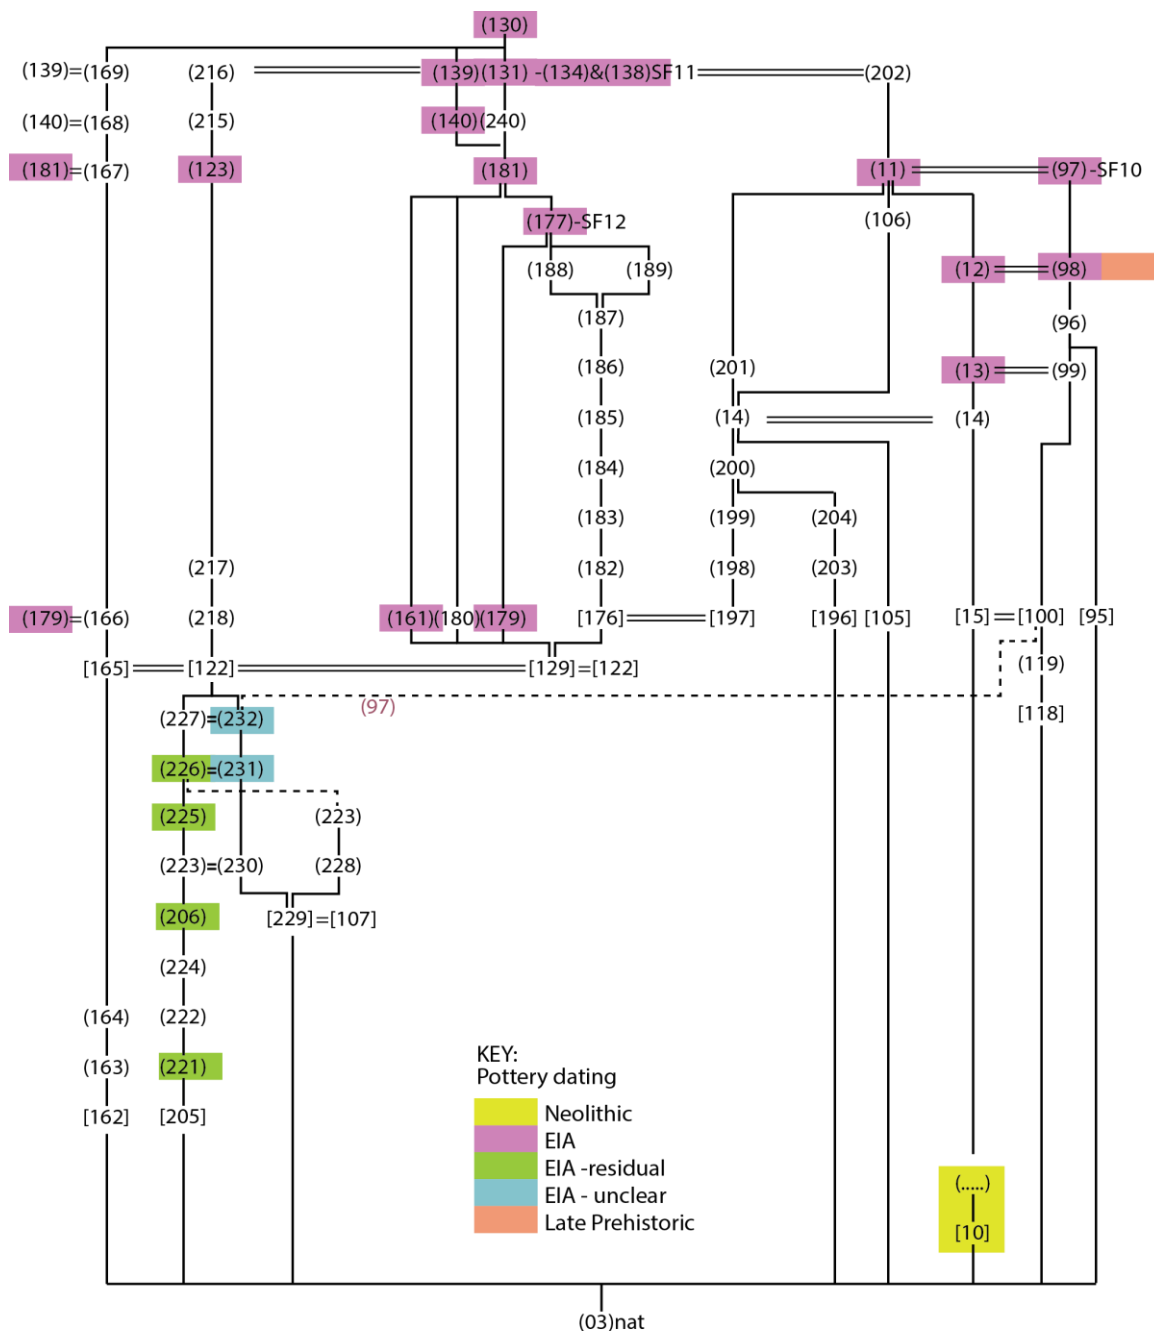 (130)
(139)=(169) (216) (139) (131) -(134)&(138)SF11 (202)
(140)=(168) (215) (140) (240)
(181)=(167) (123) (181) (11) (97) -SF10
(177)-SF12 (106)
(188) (189) (12) (98)
(187) (96)
(186) (201) (13) (99)
(185) (14) (14)
(184) (200)
(183) (199) (204)
(217) (182) (198) (203)
(179)=(166) (218) (161) (180) (179) [176] [197] [196] [105] [15] = [100] [95]
[165] [122] [129]=[122] (119)
(97)
(227)=(232) [118]
(226)=(231)
(225) (223)
(223)=(230) (228)
(206) [229]=[107]
(224)
(164) (222)
(163) (221)
[162] [205]
KEY:
Pottery dating
Neolithic
EIA
EIA -residual
EIA - unclear
Late Prehistoric
(.....)
[10]
(03)nat